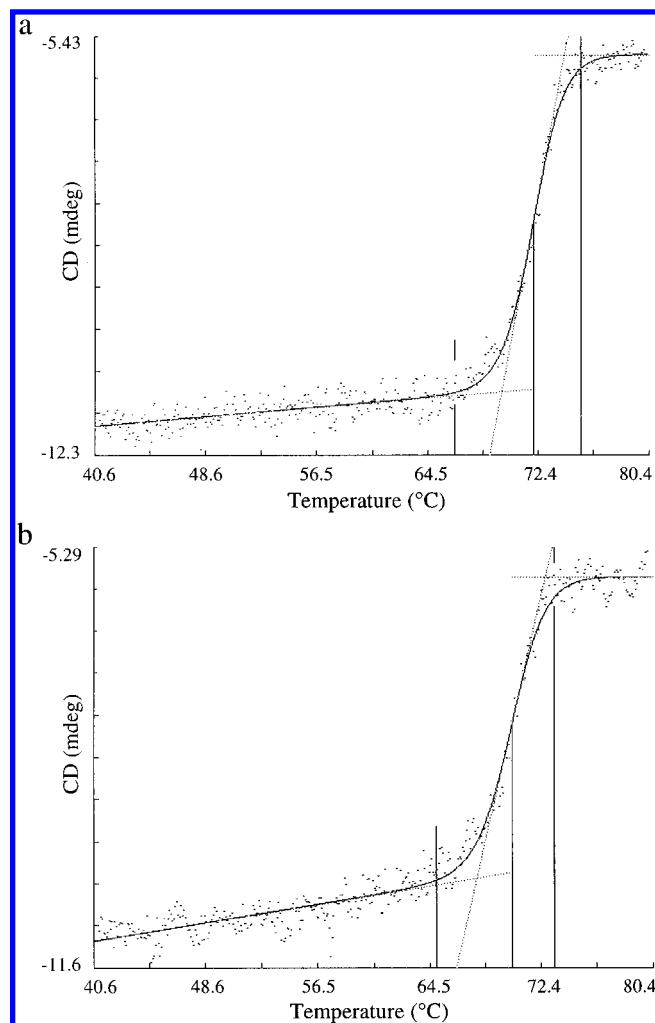 a
-5.43
CD (mdeg)
-12.3
40.6 48.6 56.5 64.5 72.4 80.4
Temperature (°C)
b
-5.29
CD (mdeg)
-11.6
40.6 48.6 56.5 64.5 72.4 80.4
Temperature (°C)